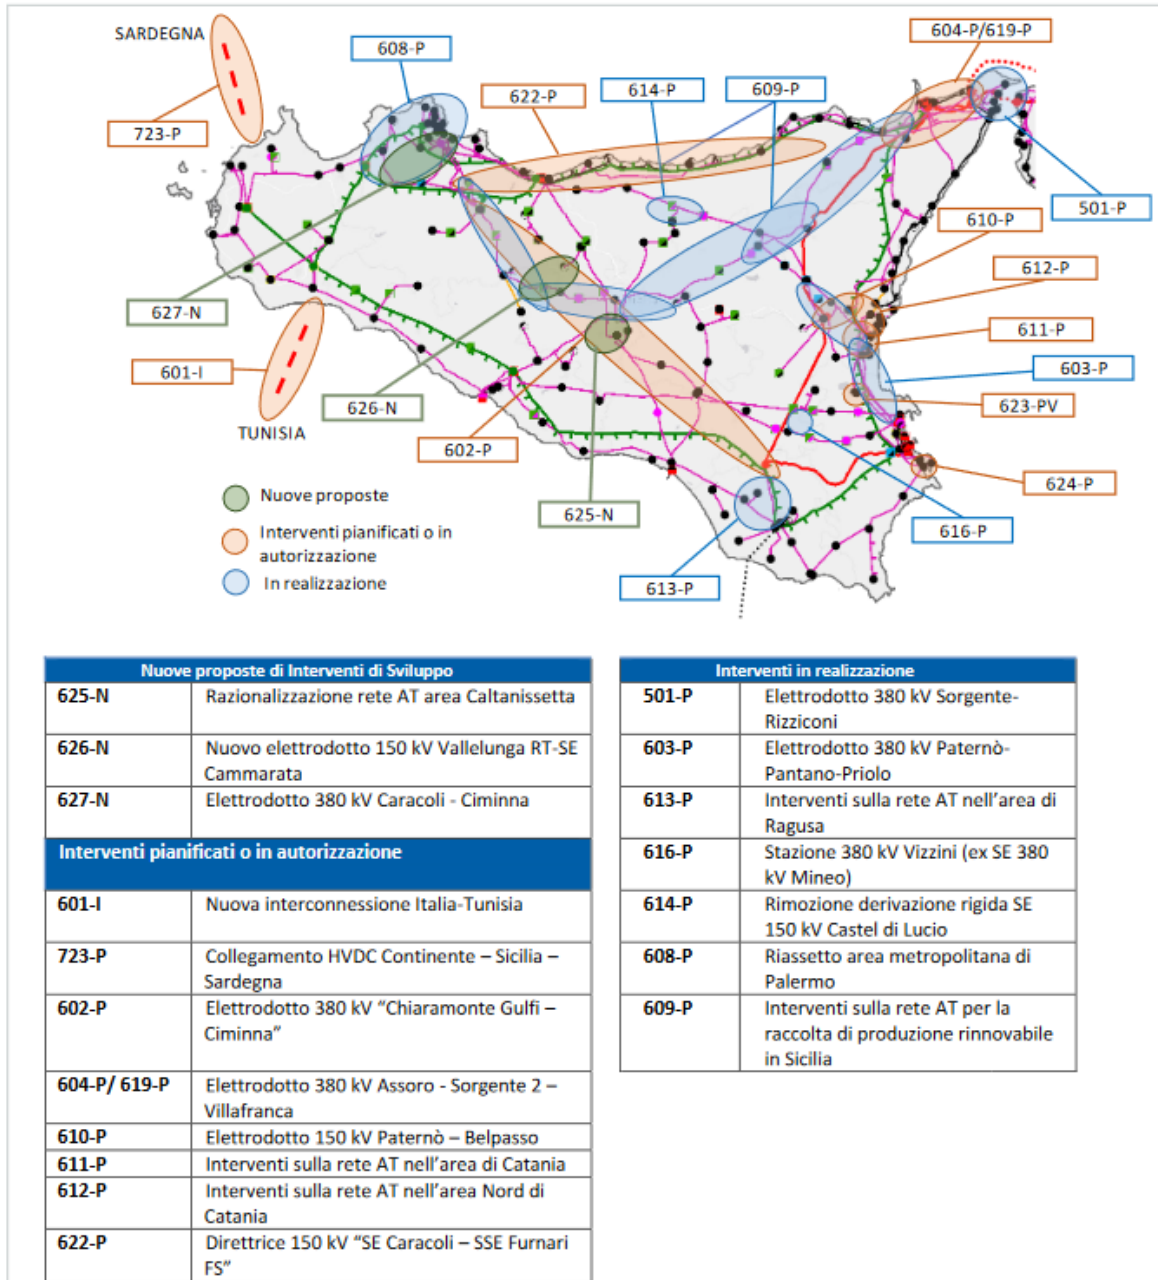 SARDEGNA
608-P
604-P/619-P
622-P
614-P
609-P
723-P
501-P
610-P
612-P
627-N
611-P
601-I
603-P
626-N
623-PV
TUNISIA
602-P
624-P
Nuove proposte
625-N
616-P
Interventi pianificati o in
autorizzazione
In realizzazione
613-P
Nuove proposte di Interventi di Sviluppo
625-N Razionalizzazione rete AT area Caltanissetta
626-N Nuovo elettrodotto 150 kV Vallelunga RT-SE
Cammarata
627-N Elettrodotto 380 kV Caracoli - Ciminna
Interventi pianificati o in autorizzazione
601-I Nuova interconnessione Italia-Tunisia
723-P Collegamento HVDC Continente – Sicilia –
Sardegna
602-P Elettrodotto 380 kV “Chiaramonte Gulfi –
Ciminna”
604-P/ 619-P Elettrodotto 380 kV Assoro - Sorgente 2 –
Villafranca
610-P Elettrodotto 150 kV Paternò – Belpasso
611-P Interventi sulla rete AT nell’area di Catania
612-P Interventi sulla rete AT nell’area Nord di
Catania
622-P Direttrice 150 kV “SE Caracoli – SSE Furnari
FS”
Interventi in realizzazione
501-P Elettrodotto 380 kV Sorgente-
Rizziconi
603-P Elettrodotto 380 kV Paternò-
Pantano-Priolo
613-P Interventi sulla rete AT nell’area di
Ragusa
616-P Stazione 380 kV Vizzini (ex SE 380
kV Mineo)
614-P Rimozione derivazione rigida SE
150 kV Castel di Lucio
608-P Riassetto area metropolitana di
Palermo
609-P Interventi sulla rete AT per la
raccolta di produzione rinnovabile
in Sicilia